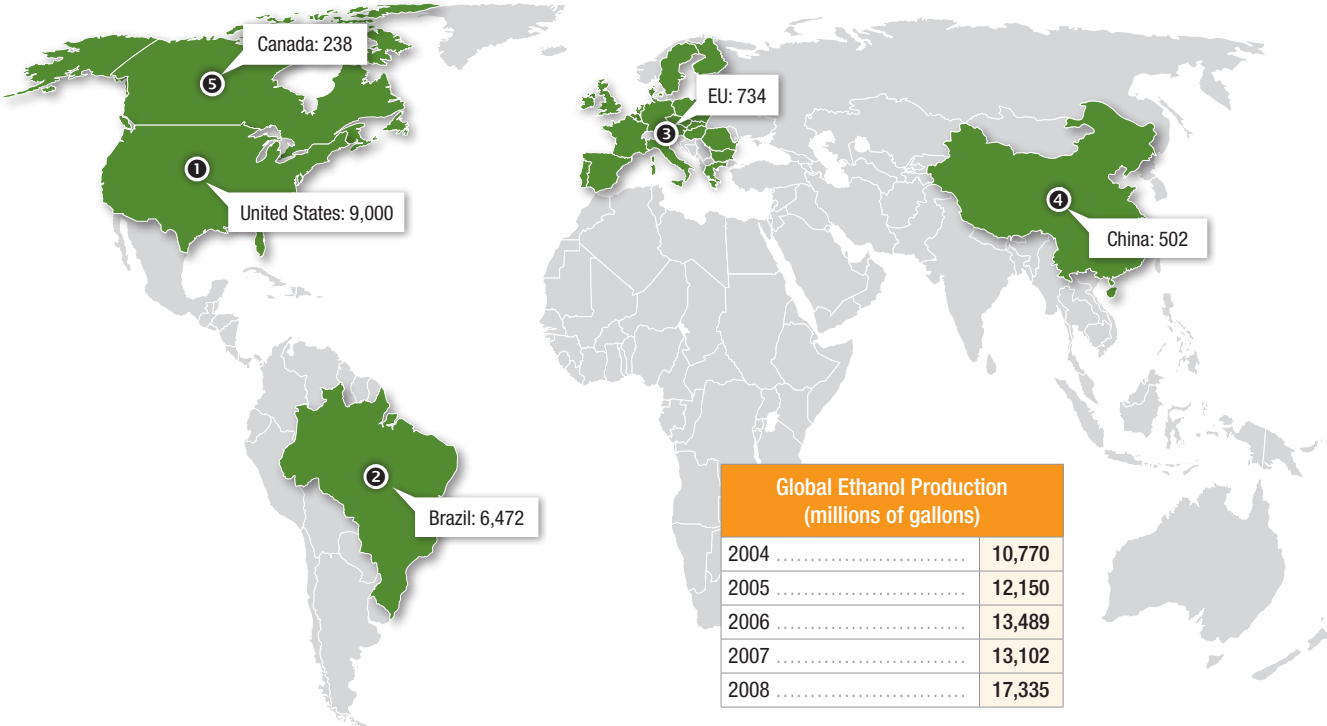 Canada: 238
5
EU: 734
3
1
United States: 9,000
4
China: 502
2
Brazil: 6,472
Global Ethanol Production
(millions of gallons)
2004 ........................... 10,770
2005 ........................... 12,150
2006 ........................... 13,489
2007 ........................... 13,102
2008 ........................... 17,335